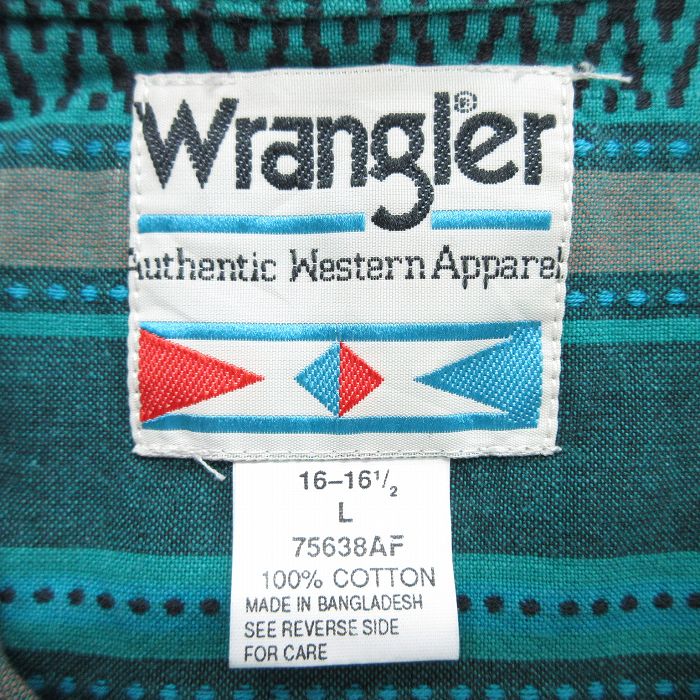 Wrangler®
Authentic Western Apparel
16–16½
L
75638AF
100% COTTON
MADE IN BANGLADESH
SEE REVERSE SIDE
FOR CARE